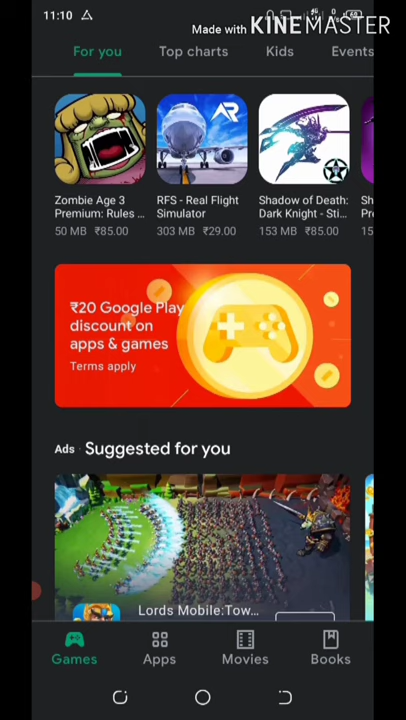 11:10
Made with KINEMASTER
For you Top charts Kids Events
Zombie Age 3
Premium: Rules ...
50 MB ₹85.00
RFS - Real Flight
Simulator
303 MB ₹29.00
Shadow of Death:
Dark Knight - Sti...
153 MB ₹85.00
₹20 Google Play
discount on
apps & games
Terms apply
Ads · Suggested for you
Lords Mobile:Tow...
Games Apps Movies Books